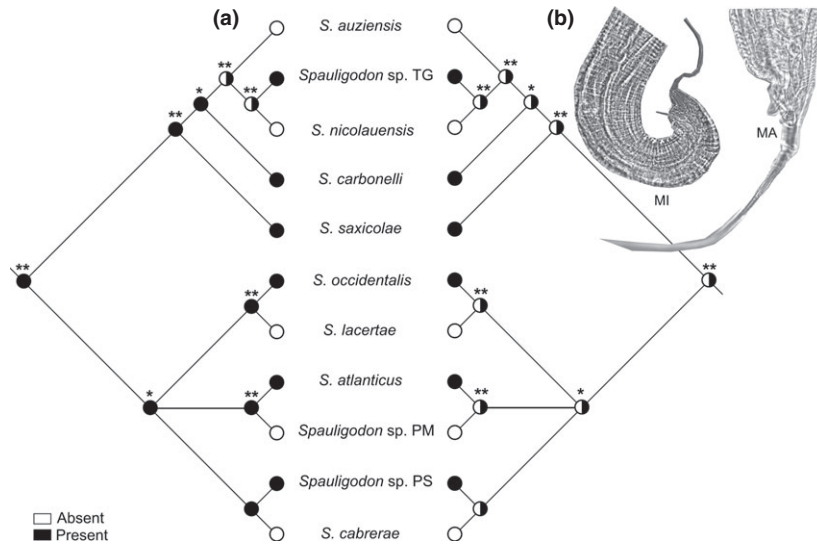 (a)
(b)
S. auziensis
Spauligodon sp. TG
S. nicolauensis
S. carbonelli
S. saxicolae
S. occidentalis
S. lacertae
S. atlanticus
Spauligodon sp. PM
Spauligodon sp. PS
S. cabrerae
**
**
*
**
**
**
*
**
**
**
*
**
**
**
**
*
MI
MA
Absent
Present